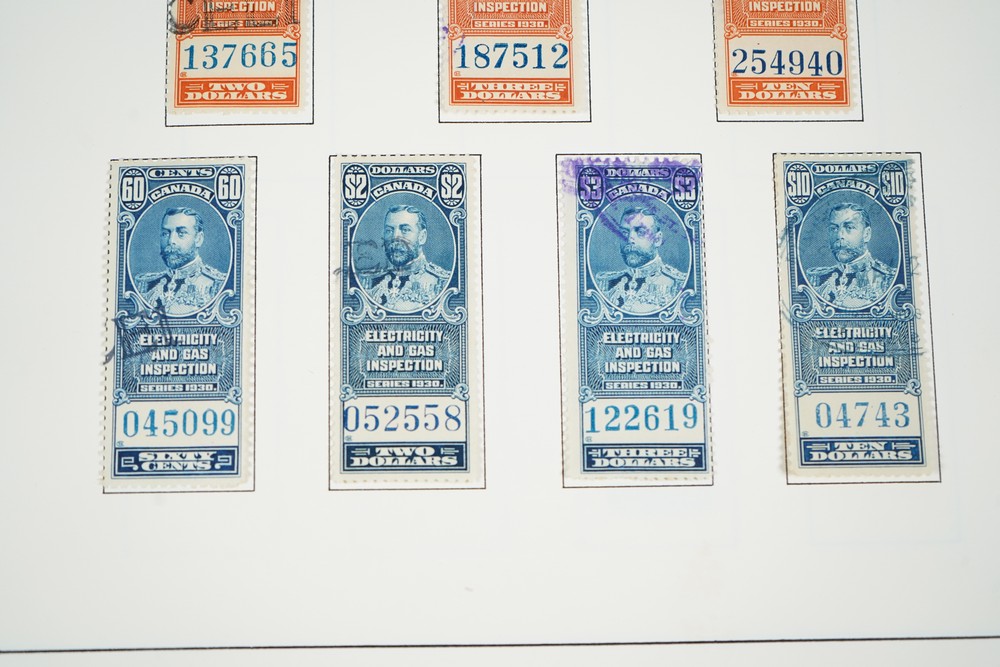 INSPECTION
SERIES 1930.
137665
TWO
DOLLARS
INSPECTION
SERIES 1930.
187512
THREE
DOLLARS
INSPECTION
SERIES 1930.
254940
TEN
DOLLARS
60 CENTS 60
CANADA
ELECTRICITY
AND GAS
INSPECTION
SERIES 1930.
045099
SIXTY
CENTS
$2 DOLLARS $2
CANADA
ELECTRICITY
AND GAS
INSPECTION
SERIES 1930.
052558
TWO
DOLLARS
$3 DOLLARS $3
CANADA
ELECTRICITY
AND GAS
INSPECTION
SERIES 1930.
122619
THREE
DOLLARS
$10 DOLLARS $10
CANADA
ELECTRICITY
AND GAS
INSPECTION
SERIES 1930.
04743
TEN
DOLLARS